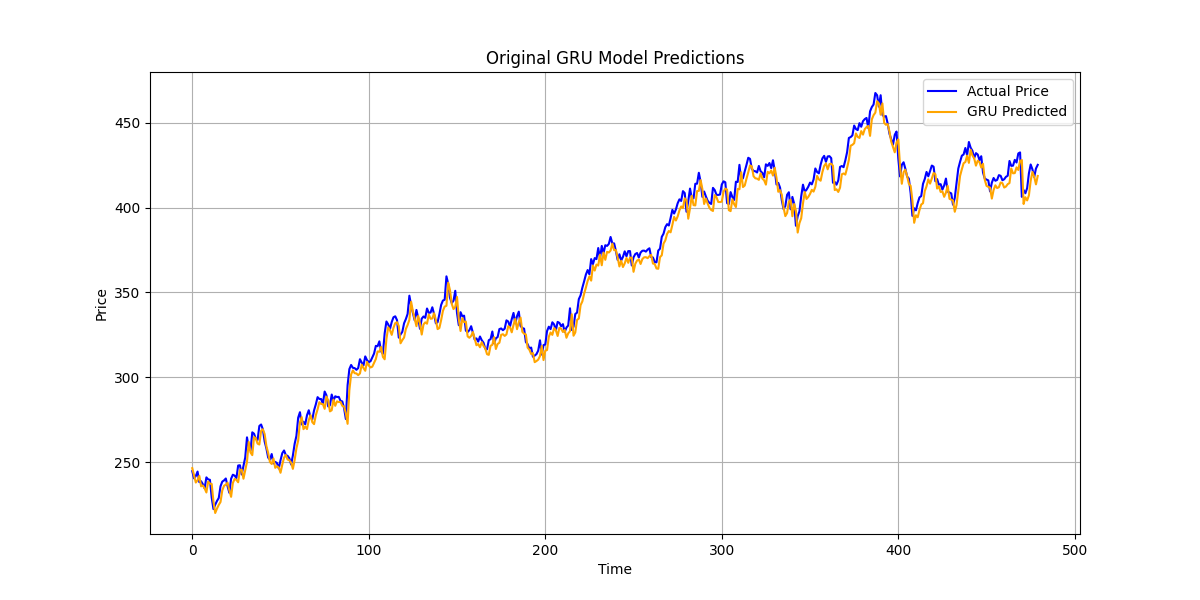 Original GRU Model Predictions
Actual Price
GRU Predicted
Price
450
400
350
300
250
0 100 200 300 400 500
Time